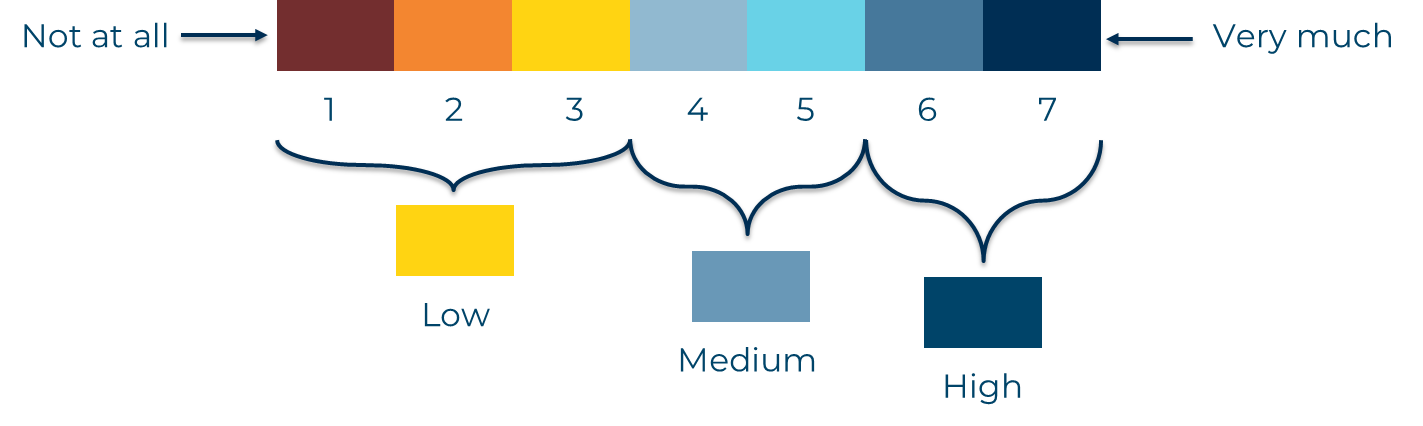 Not at all
Very much
1 2 3 4 5 6 7
Low
Medium
High